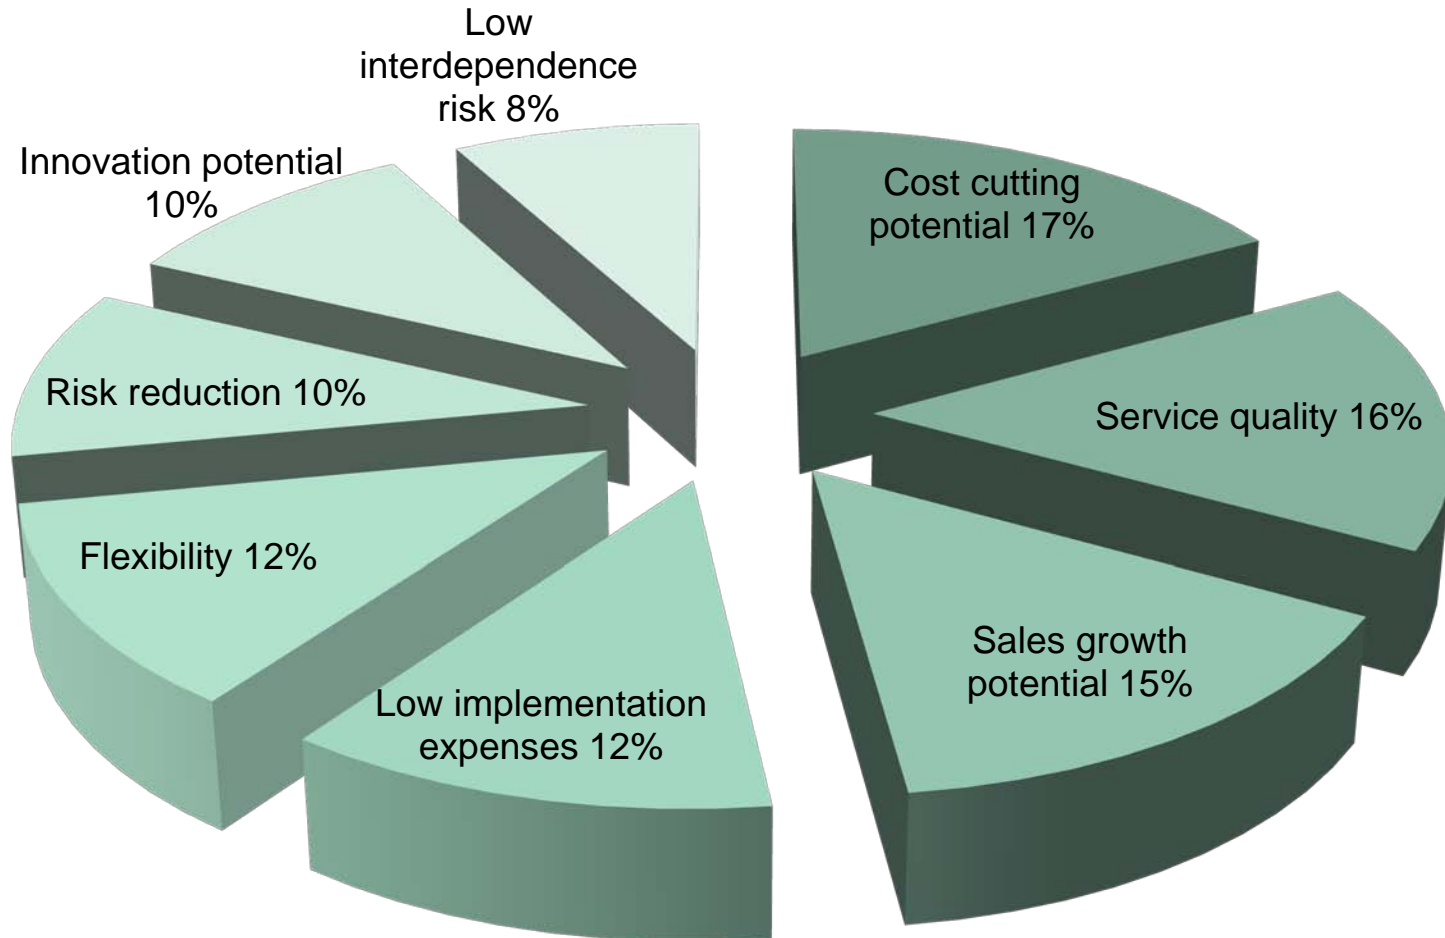 Low
interdependence
risk 8%
Cost cutting
potential 17%
Innovation potential
10%
Service quality 16%
Risk reduction 10%
Flexibility 12%
Sales growth
potential 15%
Low implementation
expenses 12%